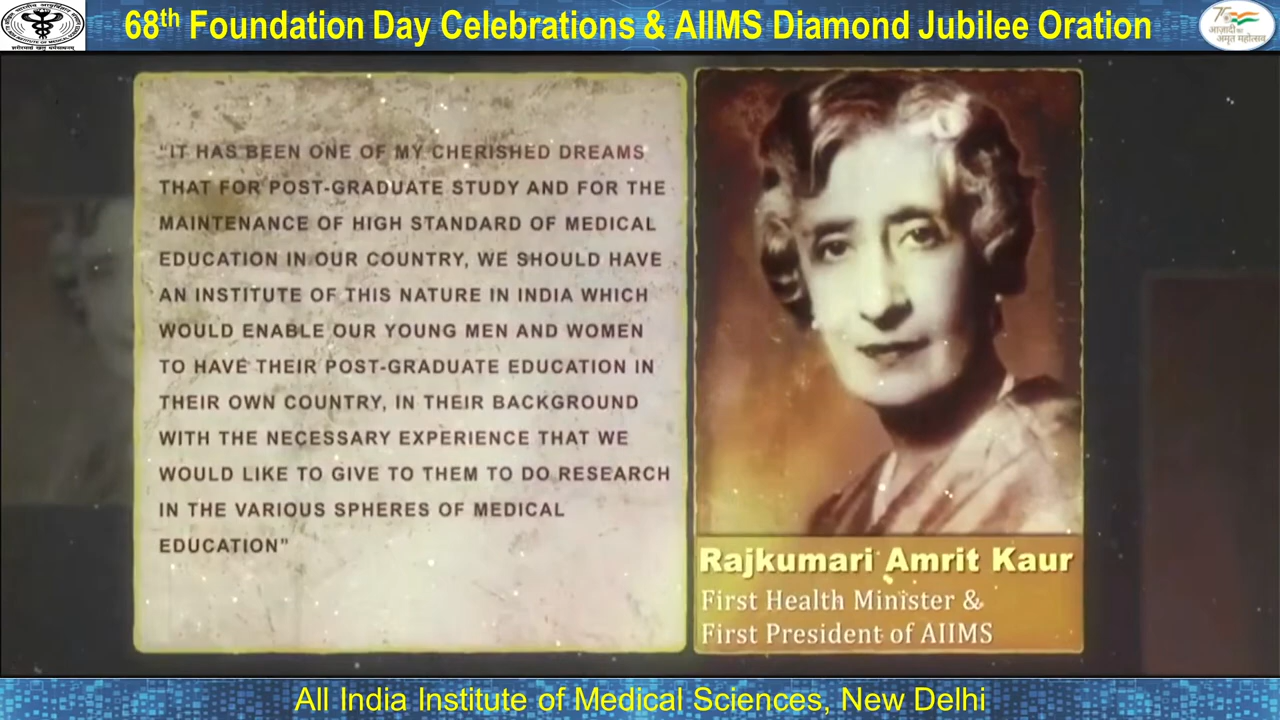 68th Foundation Day Celebrations & AIIMS Diamond Jubilee Oration
आज़ादी का
अमृत महोत्सव
"IT HAS BEEN ONE OF MY CHERISHED DREAMS
THAT FOR POST-GRADUATE STUDY AND FOR THE
MAINTENANCE OF HIGH STANDARD OF MEDICAL
EDUCATION IN OUR COUNTRY, WE SHOULD HAVE
AN INSTITUTE OF THIS NATURE IN INDIA WHICH
WOULD ENABLE OUR YOUNG MEN AND WOMEN
TO HAVE THEIR POST-GRADUATE EDUCATION IN
THEIR OWN COUNTRY, IN THEIR BACKGROUND
WITH THE NECESSARY EXPERIENCE THAT WE
WOULD LIKE TO GIVE TO THEM TO DO RESEARCH
IN THE VARIOUS SPHERES OF MEDICAL
EDUCATION"
Rajkumari Amrit Kaur
First Health Minister &
First President of AIIMS
All India Institute of Medical Sciences, New Delhi